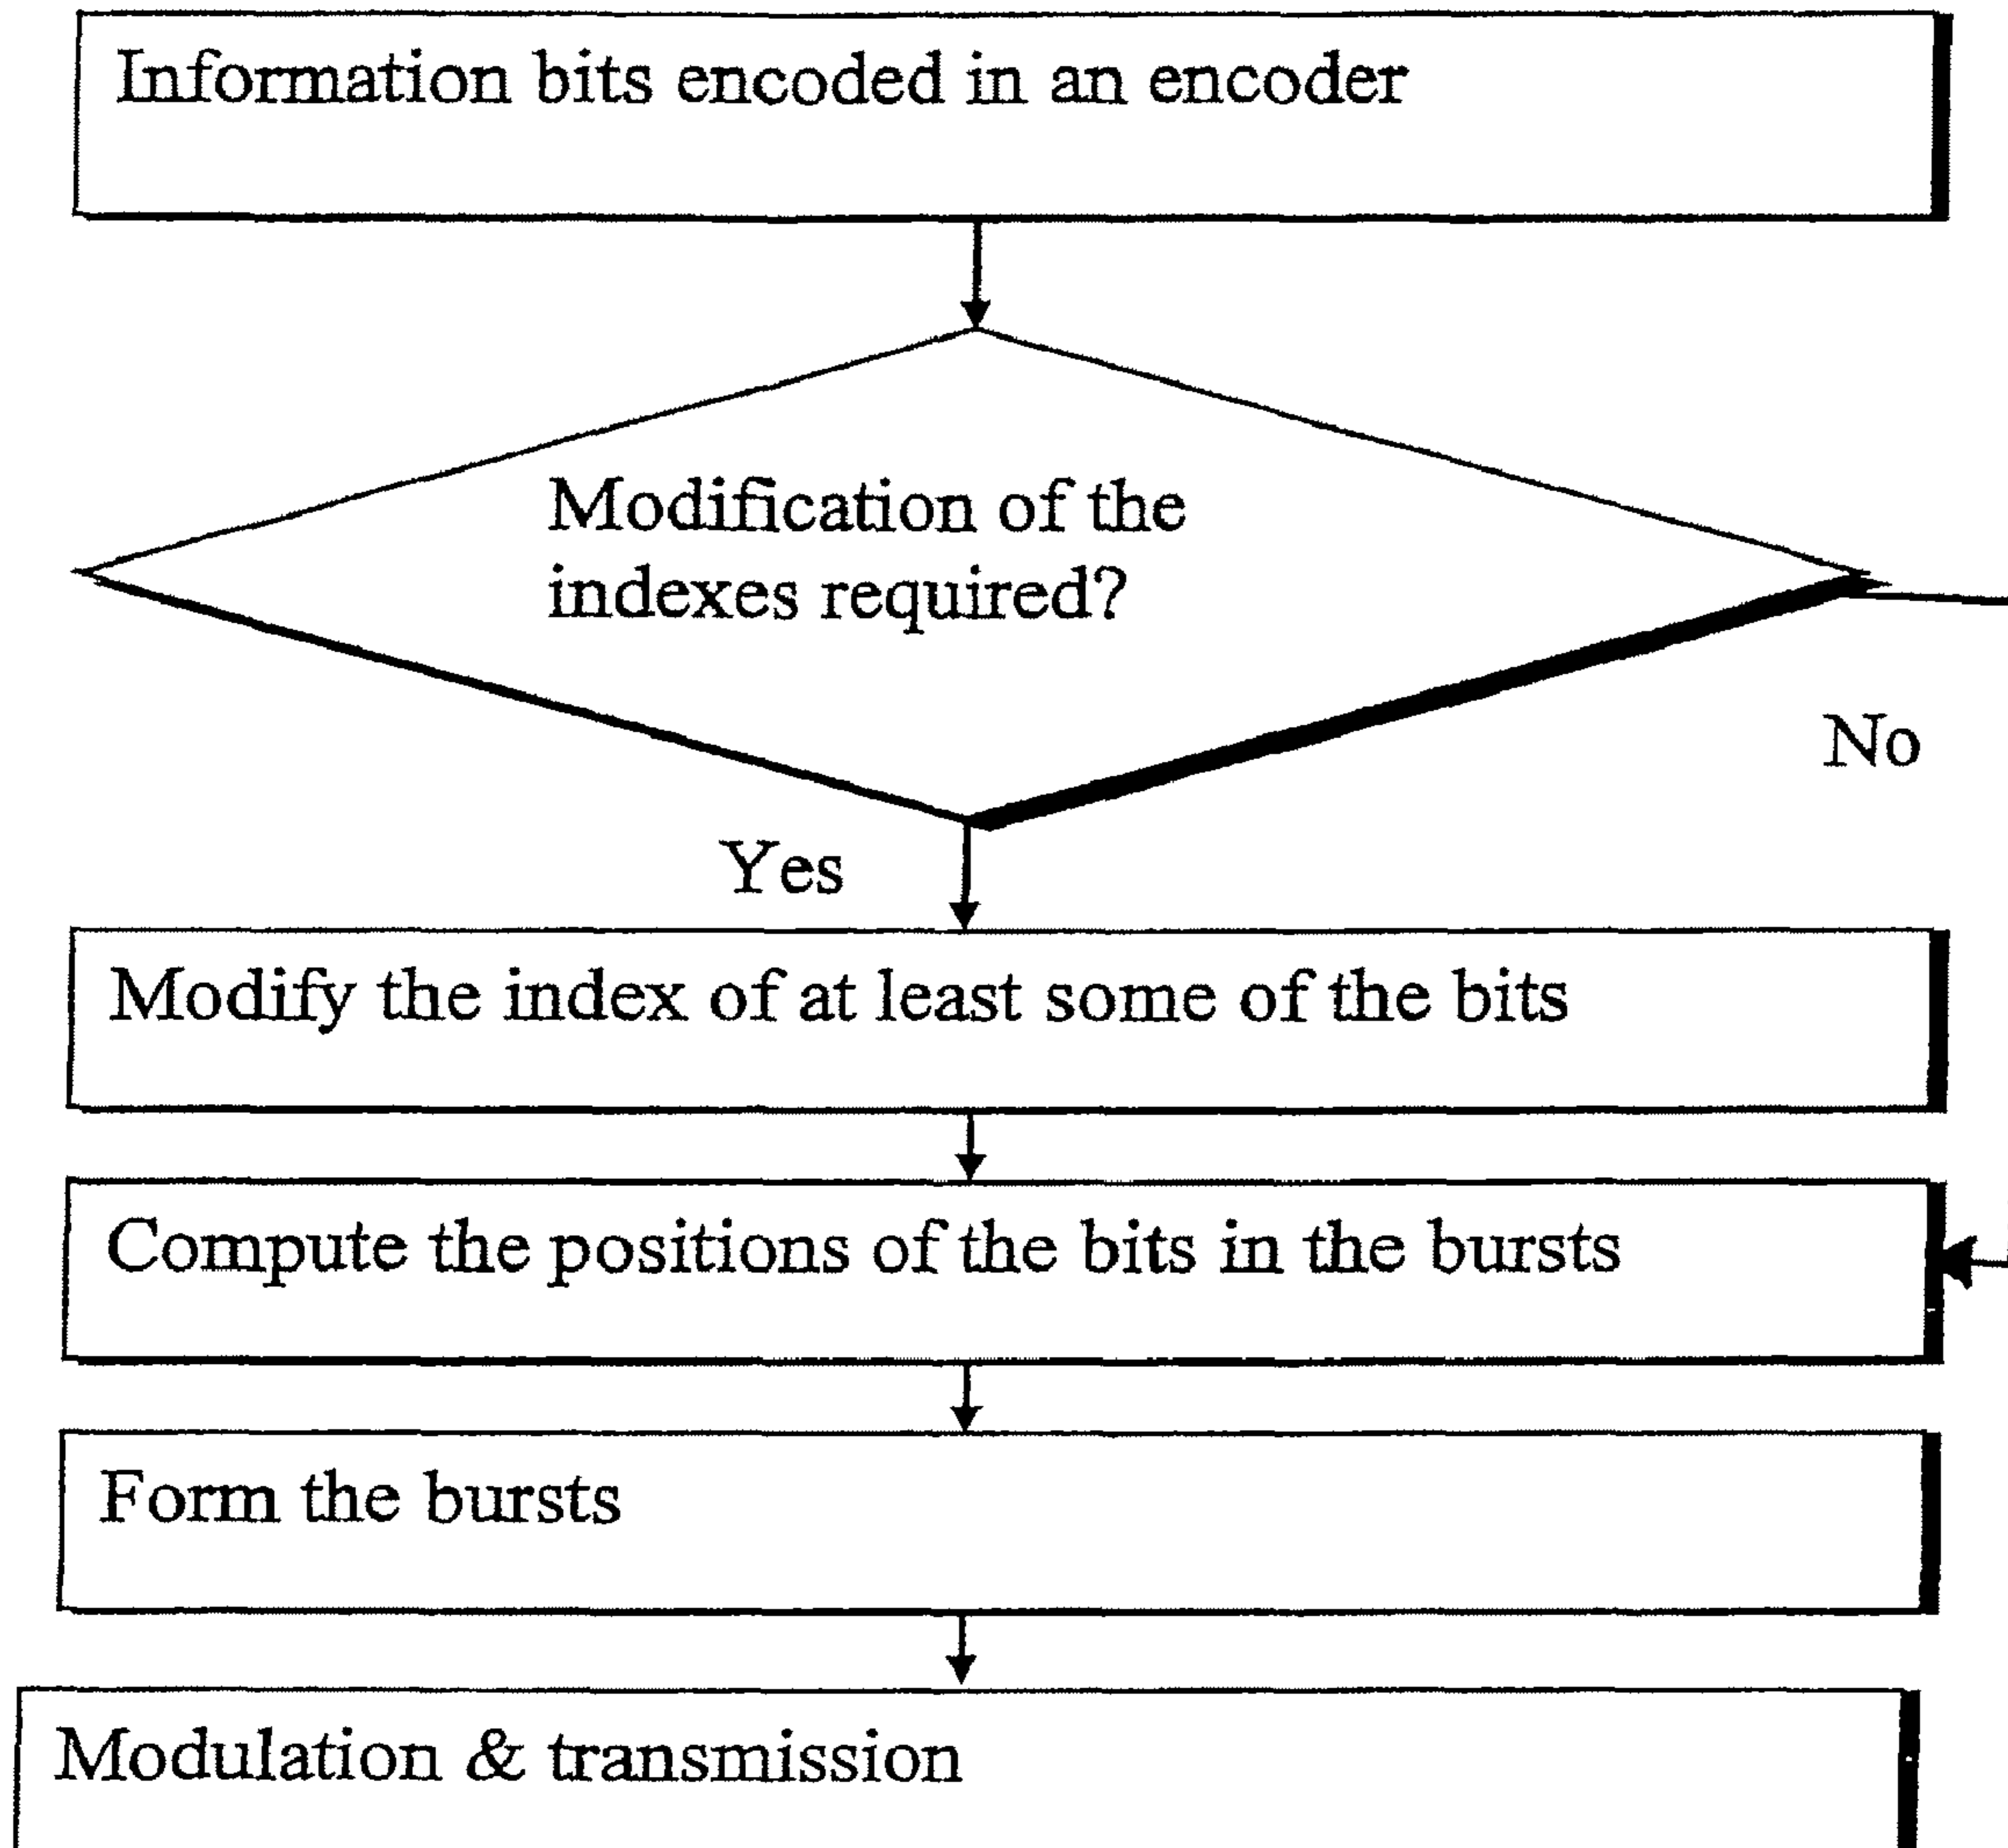 Information bits encoded in an encoder
Modification of the
indexes required?
No
Yes
Modify the index of at least some of the bits
Compute the positions of the bits in the bursts
Form the bursts
Modulation & transmission